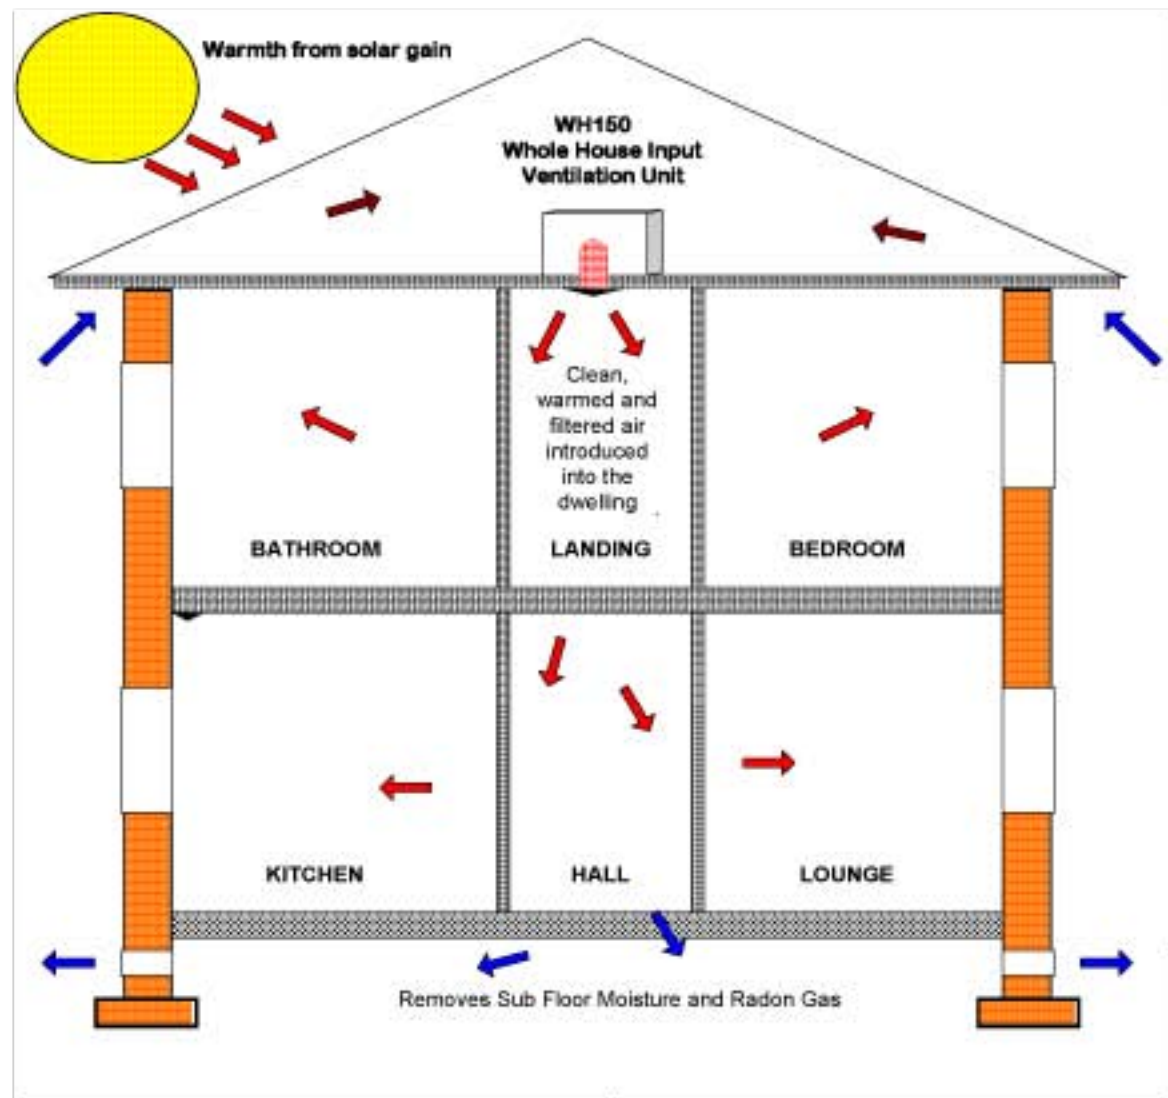 Warmth from solar gain
WH150
Whole House Input
Ventilation Unit
Clean,
warmed and
filtered air
introduced
into the
dwelling
BATHROOM
LANDING
BEDROOM
KITCHEN
HALL
LOUNGE
Removes Sub Floor Moisture and Radon Gas